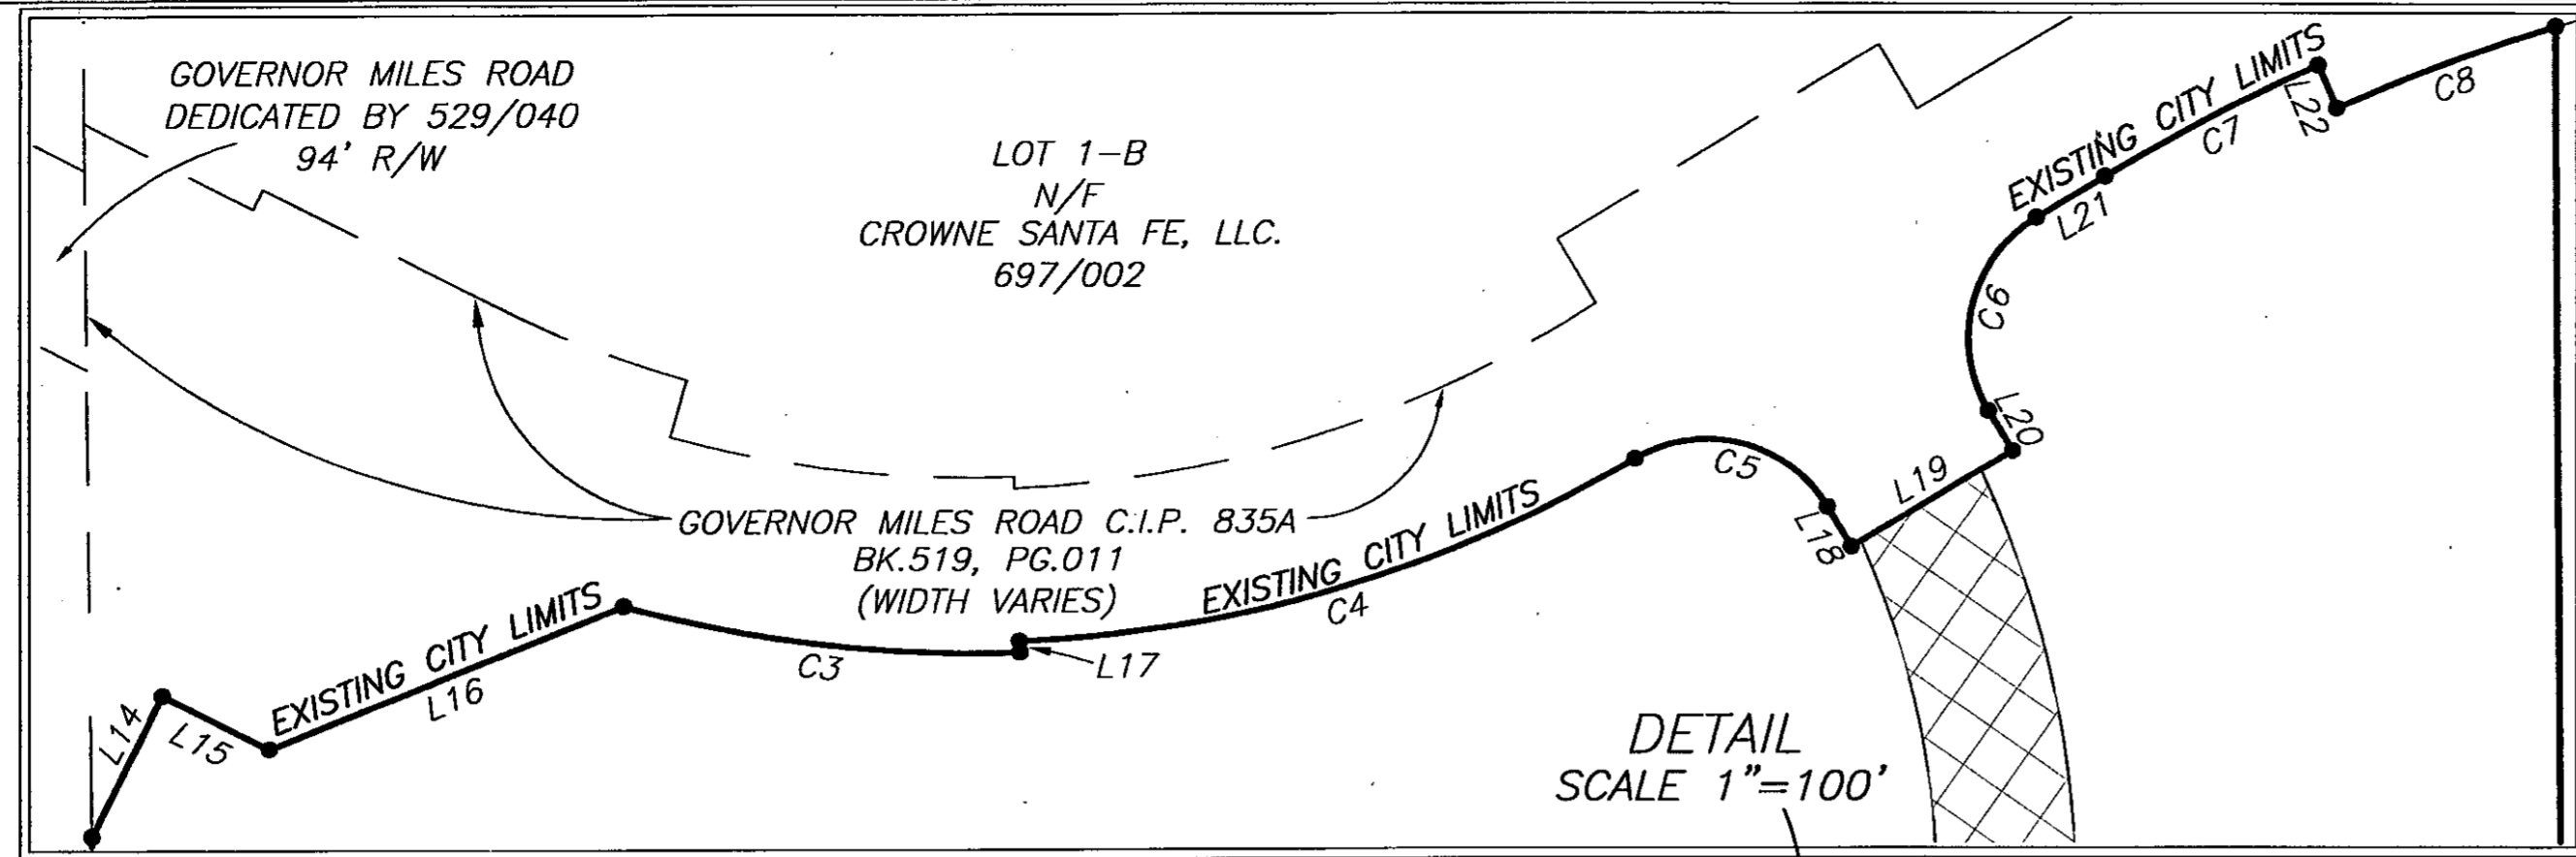 GOVERNOR MILES ROAD
DEDICATED BY 529/040
94' R/W
LOT 1-B
N/F
CROWNE SANTA FE, LLC.
697/002
EXISTING CITY LIMITS
C7
L21
L22
C8
C6
L20
L19
L18
C5
GOVERNOR MILES ROAD C.I.P. 835A
BK.519, PG.011
(WIDTH VARIES)
EXISTING CITY LIMITS
C4
L17
C3
EXISTING CITY LIMITS
L16
L15
L14
DETAIL
SCALE 1"=100'